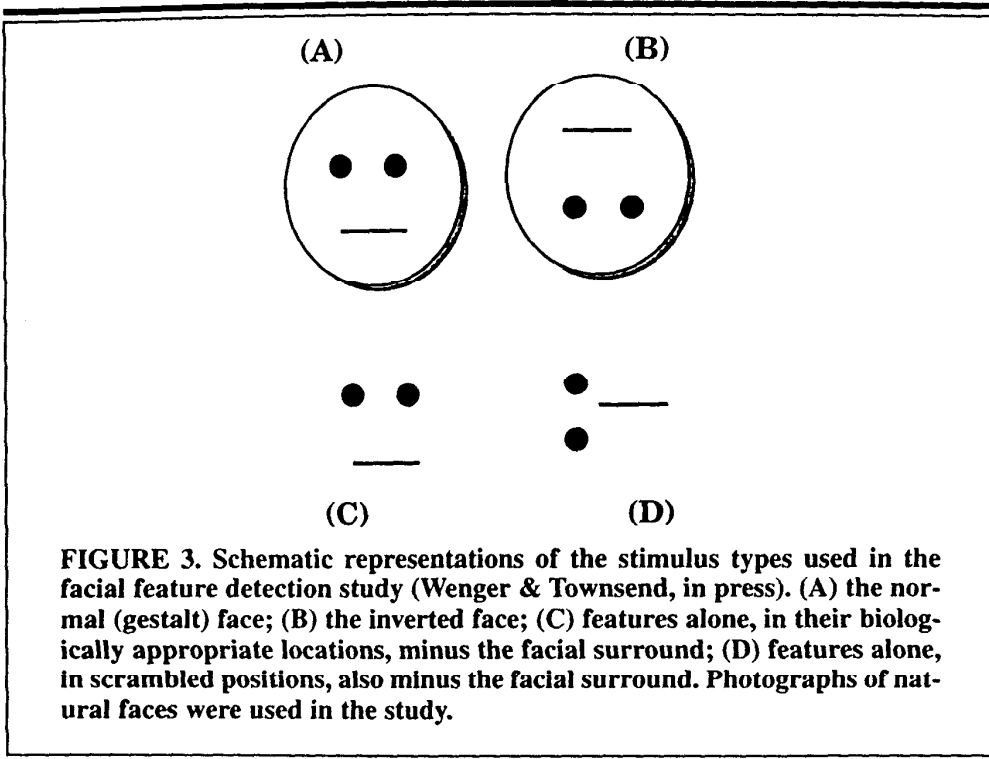 (A) (B)
(C) (D)
FIGURE 3. Schematic representations of the stimulus types used in the
facial feature detection study (Wenger & Townsend, in press). (A) the nor-
mal (gestalt) face; (B) the inverted face; (C) features alone, in their biolog-
ically appropriate locations, minus the facial surround; (D) features alone,
in scrambled positions, also minus the facial surround. Photographs of nat-
ural faces were used in the study.